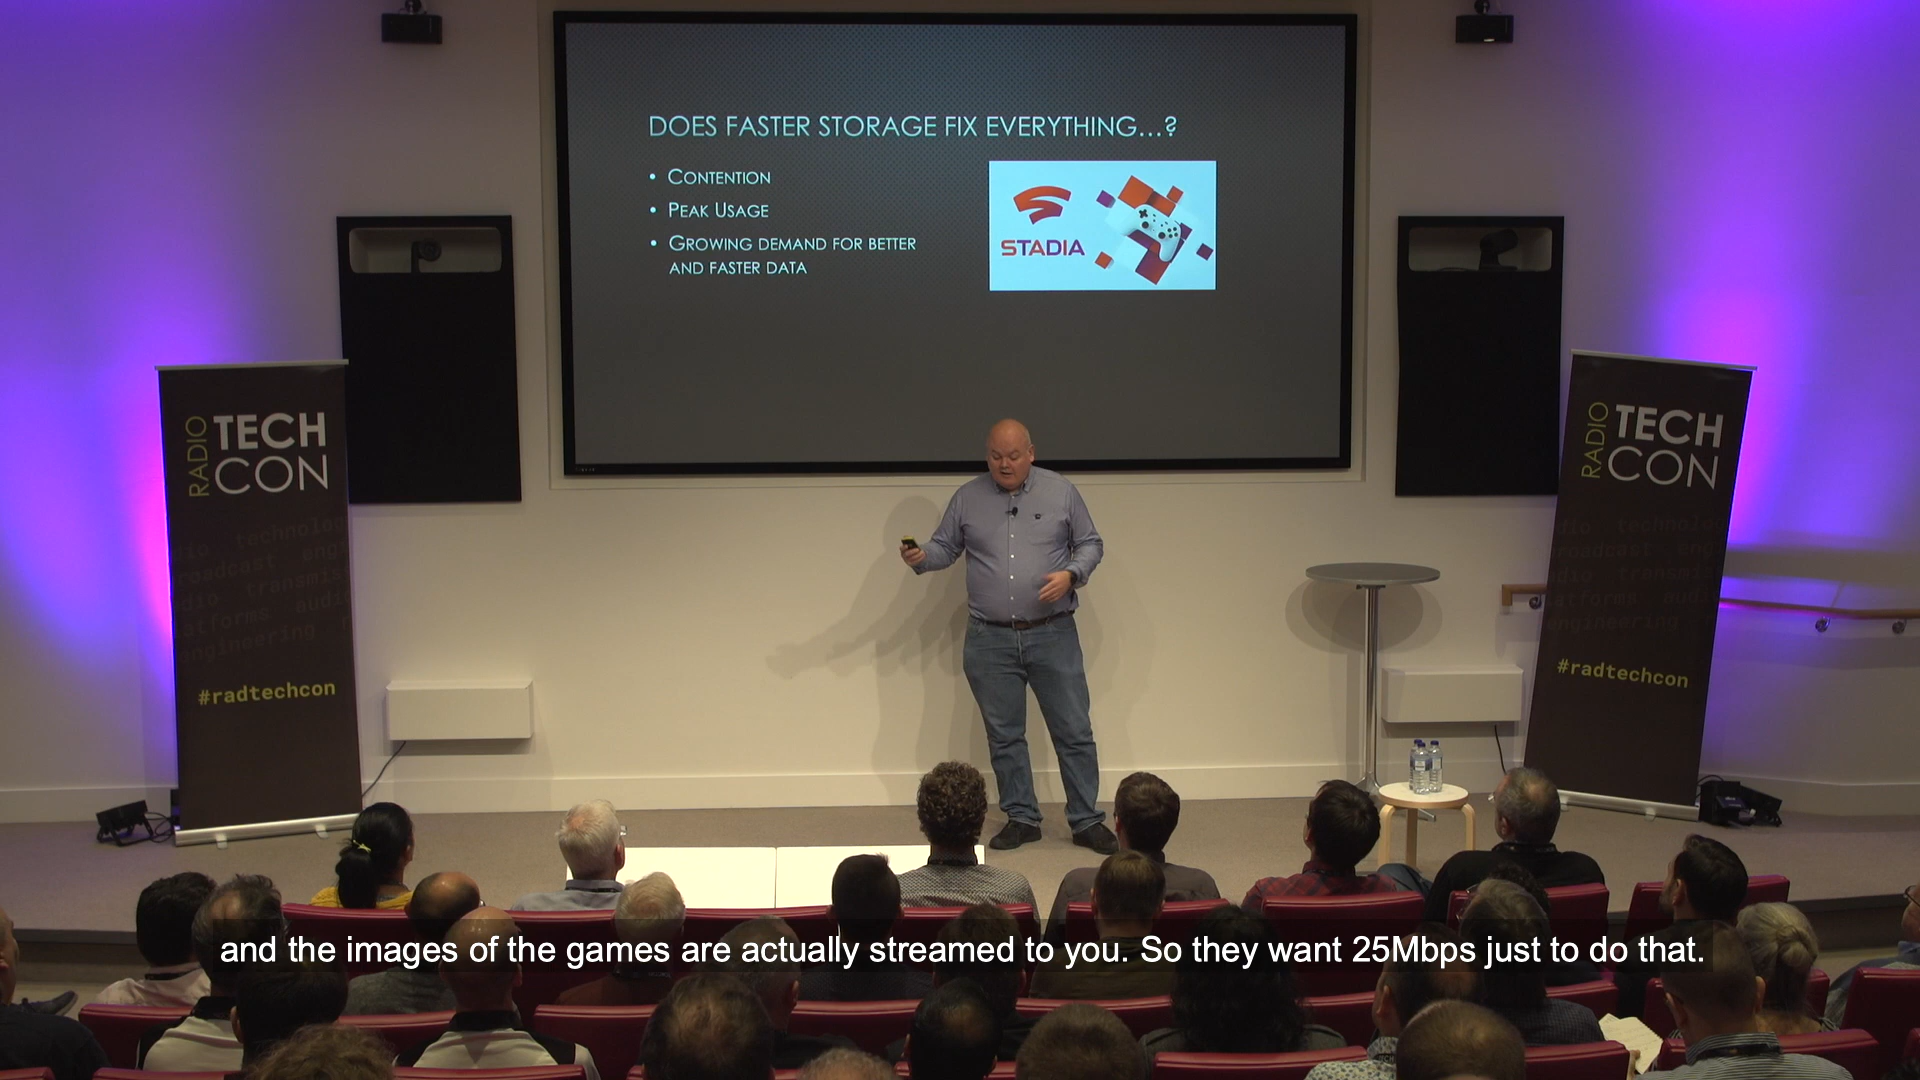 DOES FASTER STORAGE FIX EVERYTHING...?
• CONTENTION
• PEAK USAGE
• GROWING DEMAND FOR BETTER
AND FASTER DATA
STADIA
RADIO
TECH
CON
#radtechcon
RADIO
TECH
CON
#radtechcon
and the images of the games are actually streamed to you. So they want 25Mbps just to do that.